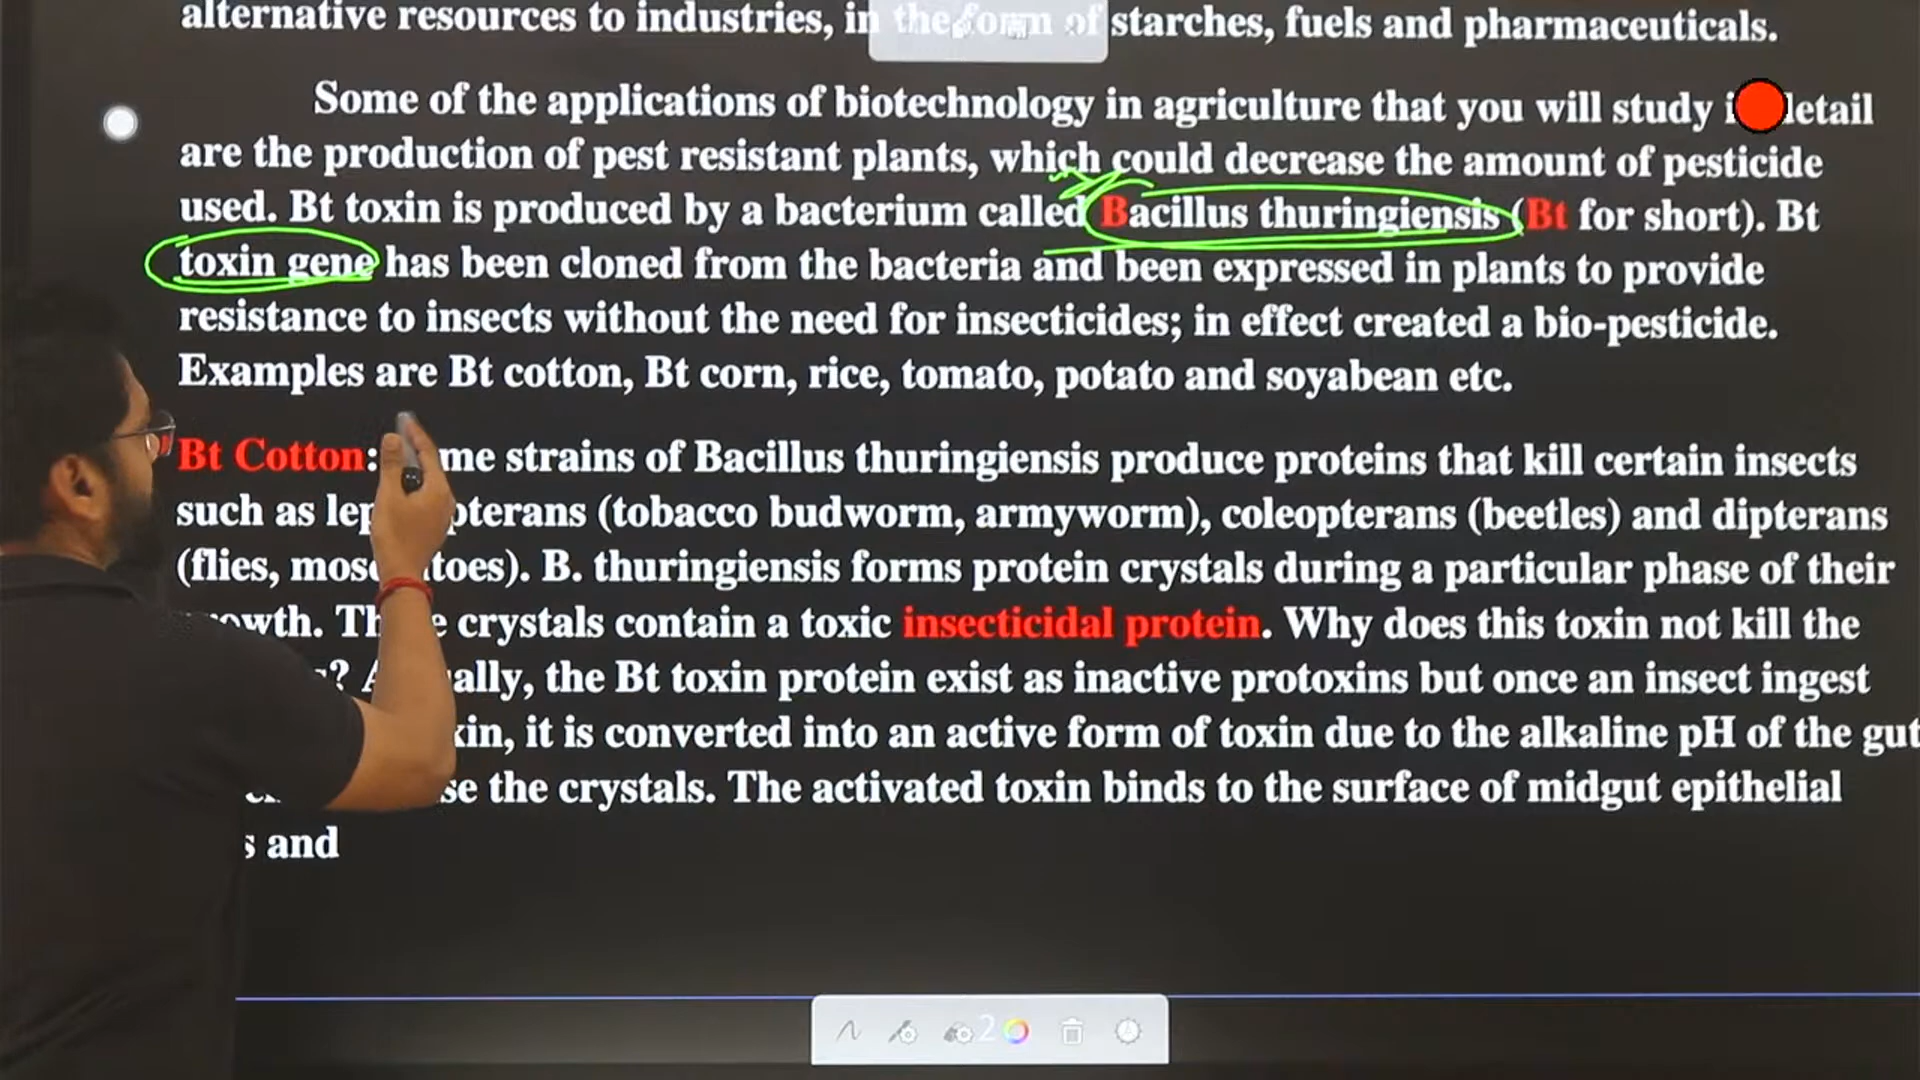 alternative resources to industries, in the form of starches, fuels and pharmaceuticals.
Some of the applications of biotechnology in agriculture that you will study i letail
are the production of pest resistant plants, which could decrease the amount of pesticide
used. Bt toxin is produced by a bacterium called Bacillus thuringiensis (Bt for short). Bt
toxin gene has been cloned from the bacteria and been expressed in plants to provide
resistance to insects without the need for insecticides; in effect created a bio-pesticide.
Examples are Bt cotton, Bt corn, rice, tomato, potato and soyabean etc.
Bt Cotton: me strains of Bacillus thuringiensis produce proteins that kill certain insects
such as lep pterans (tobacco budworm, armyworm), coleopterans (beetles) and dipterans
(flies, mosq toes). B. thuringiensis forms protein crystals during a particular phase of their
owth. Th e crystals contain a toxic insecticidal protein. Why does this toxin not kill the
? A ally, the Bt toxin protein exist as inactive protoxins but once an insect ingest
xin, it is converted into an active form of toxin due to the alkaline pH of the gut
se the crystals. The activated toxin binds to the surface of midgut epithelial
s and
2